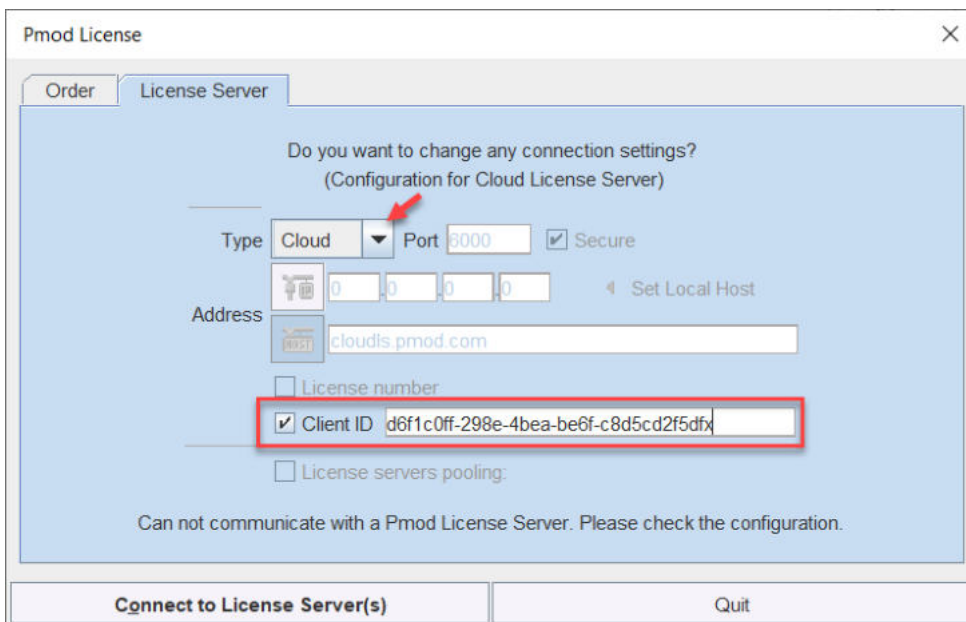 Pmod License
Order License Server
Do you want to change any connection settings?
(Configuration for Cloud License Server)
Type Cloud Port 6000 Secure
0 .0 .0 .0 Set Local Host
Address
HOST cloudls.pmod.com
License number
Client ID d6f1c0ff-298e-4bea-be6f-c8d5cd2f5dfx
License servers pooling:
Can not communicate with a Pmod License Server. Please check the configuration.
Connect to License Server(s) Quit